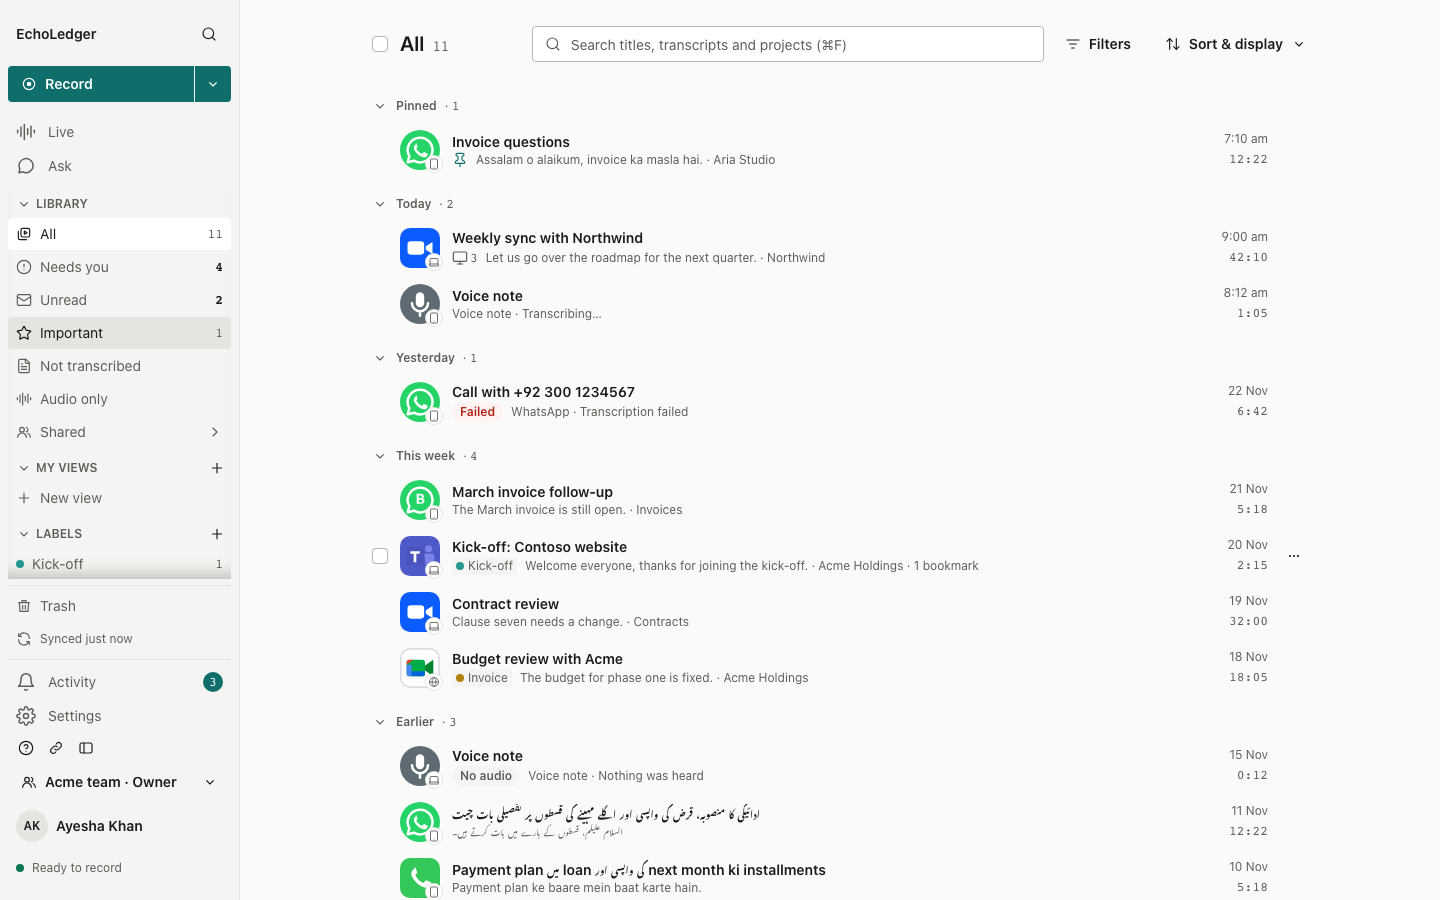 EchoLedger
Record
Live
Ask
LIBRARY
All 11
Needs you 4
Unread 2
Important 1
Not transcribed
Audio only
Shared
MY VIEWS
New view
LABELS
Kick-off 1
Trash
Synced just now
Activity 3
Settings
Acme team · Owner
AK Ayesha Khan
Ready to record
All 11
Search titles, transcripts and projects (⌘F)
Filters
Sort & display
Pinned · 1
Invoice questions 7:10 am
Assalam o alaikum, invoice ka masla hai. · Aria Studio 12:22
Today · 2
Weekly sync with Northwind 9:00 am
3 Let us go over the roadmap for the next quarter. · Northwind 42:10
Voice note 8:12 am
Voice note · Transcribing... 1:05
Yesterday · 1
Call with +92 300 1234567 22 Nov
Failed WhatsApp · Transcription failed 6:42
This week · 4
B March invoice follow-up 21 Nov
The March invoice is still open. · Invoices 5:18
T Kick-off: Contoso website 20 Nov
Kick-off Welcome everyone, thanks for joining the kick-off. · Acme Holdings · 1 bookmark 2:15
Contract review 19 Nov
Clause seven needs a change. · Contracts 32:00
Budget review with Acme 18 Nov
Invoice The budget for phase one is fixed. · Acme Holdings 18:05
Earlier · 3
Voice note 15 Nov
No audio Voice note · Nothing was heard 0:12
ادائیگی کا منصوبہ، قرض کی واپسی اور اگلے مہینے کی قسطوں پر تفصیلی بات چیت 11 Nov
السلام علیکم، قسطوں کے بارے میں بات کرتے ہیں۔ 12:22
Payment plan میں loan کی واپسی اور next month ki installments 10 Nov
Payment plan ke baare mein baat karte hain. 5:18